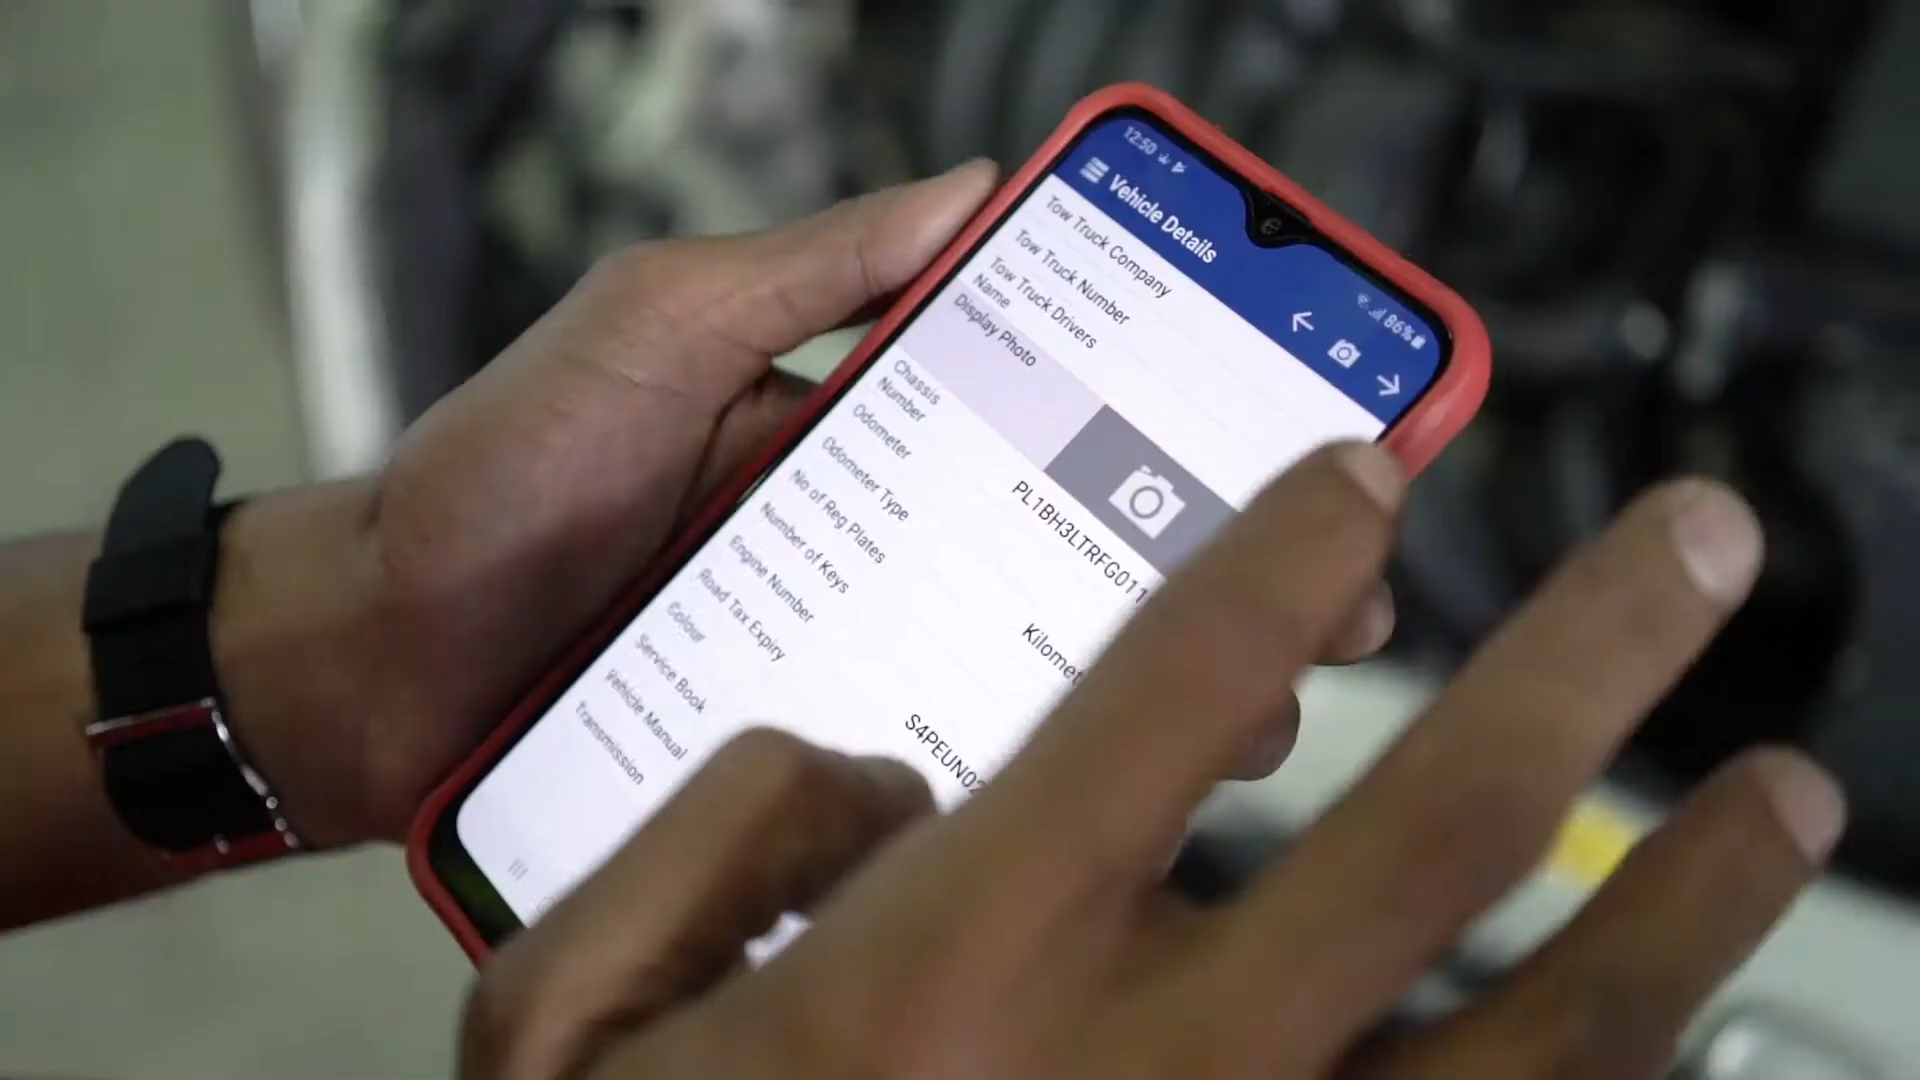 12:50
86%
Vehicle Details
Tow Truck Company
Tow Truck Number
Tow Truck Drivers
Name
Display Photo
Chassis
Number
PL1BH3LTRFG011
Odometer
Odometer Type
Kilomet
No of Reg Plates
Number of Keys
Engine Number
S4PEUN02
Road Tax Expiry
Colour
Service Book
Vehicle Manual
Transmission